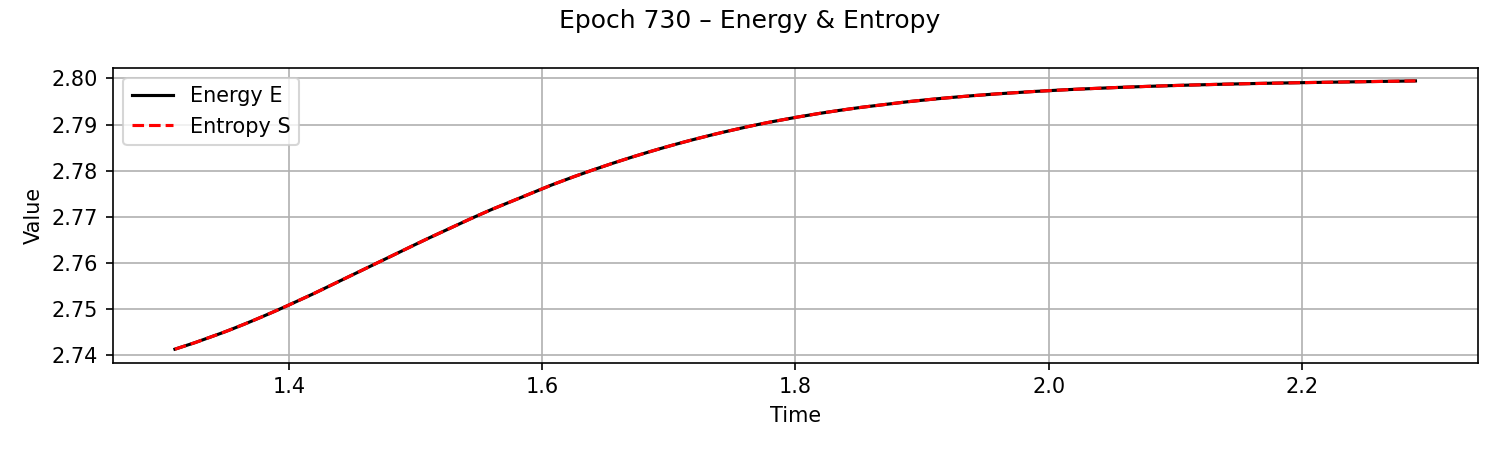 Epoch 730 – Energy & Entropy
2.80
2.79
2.78
2.77
2.76
2.75
2.74
Value
Energy E
Entropy S
1.4 1.6 1.8 2.0 2.2
Time